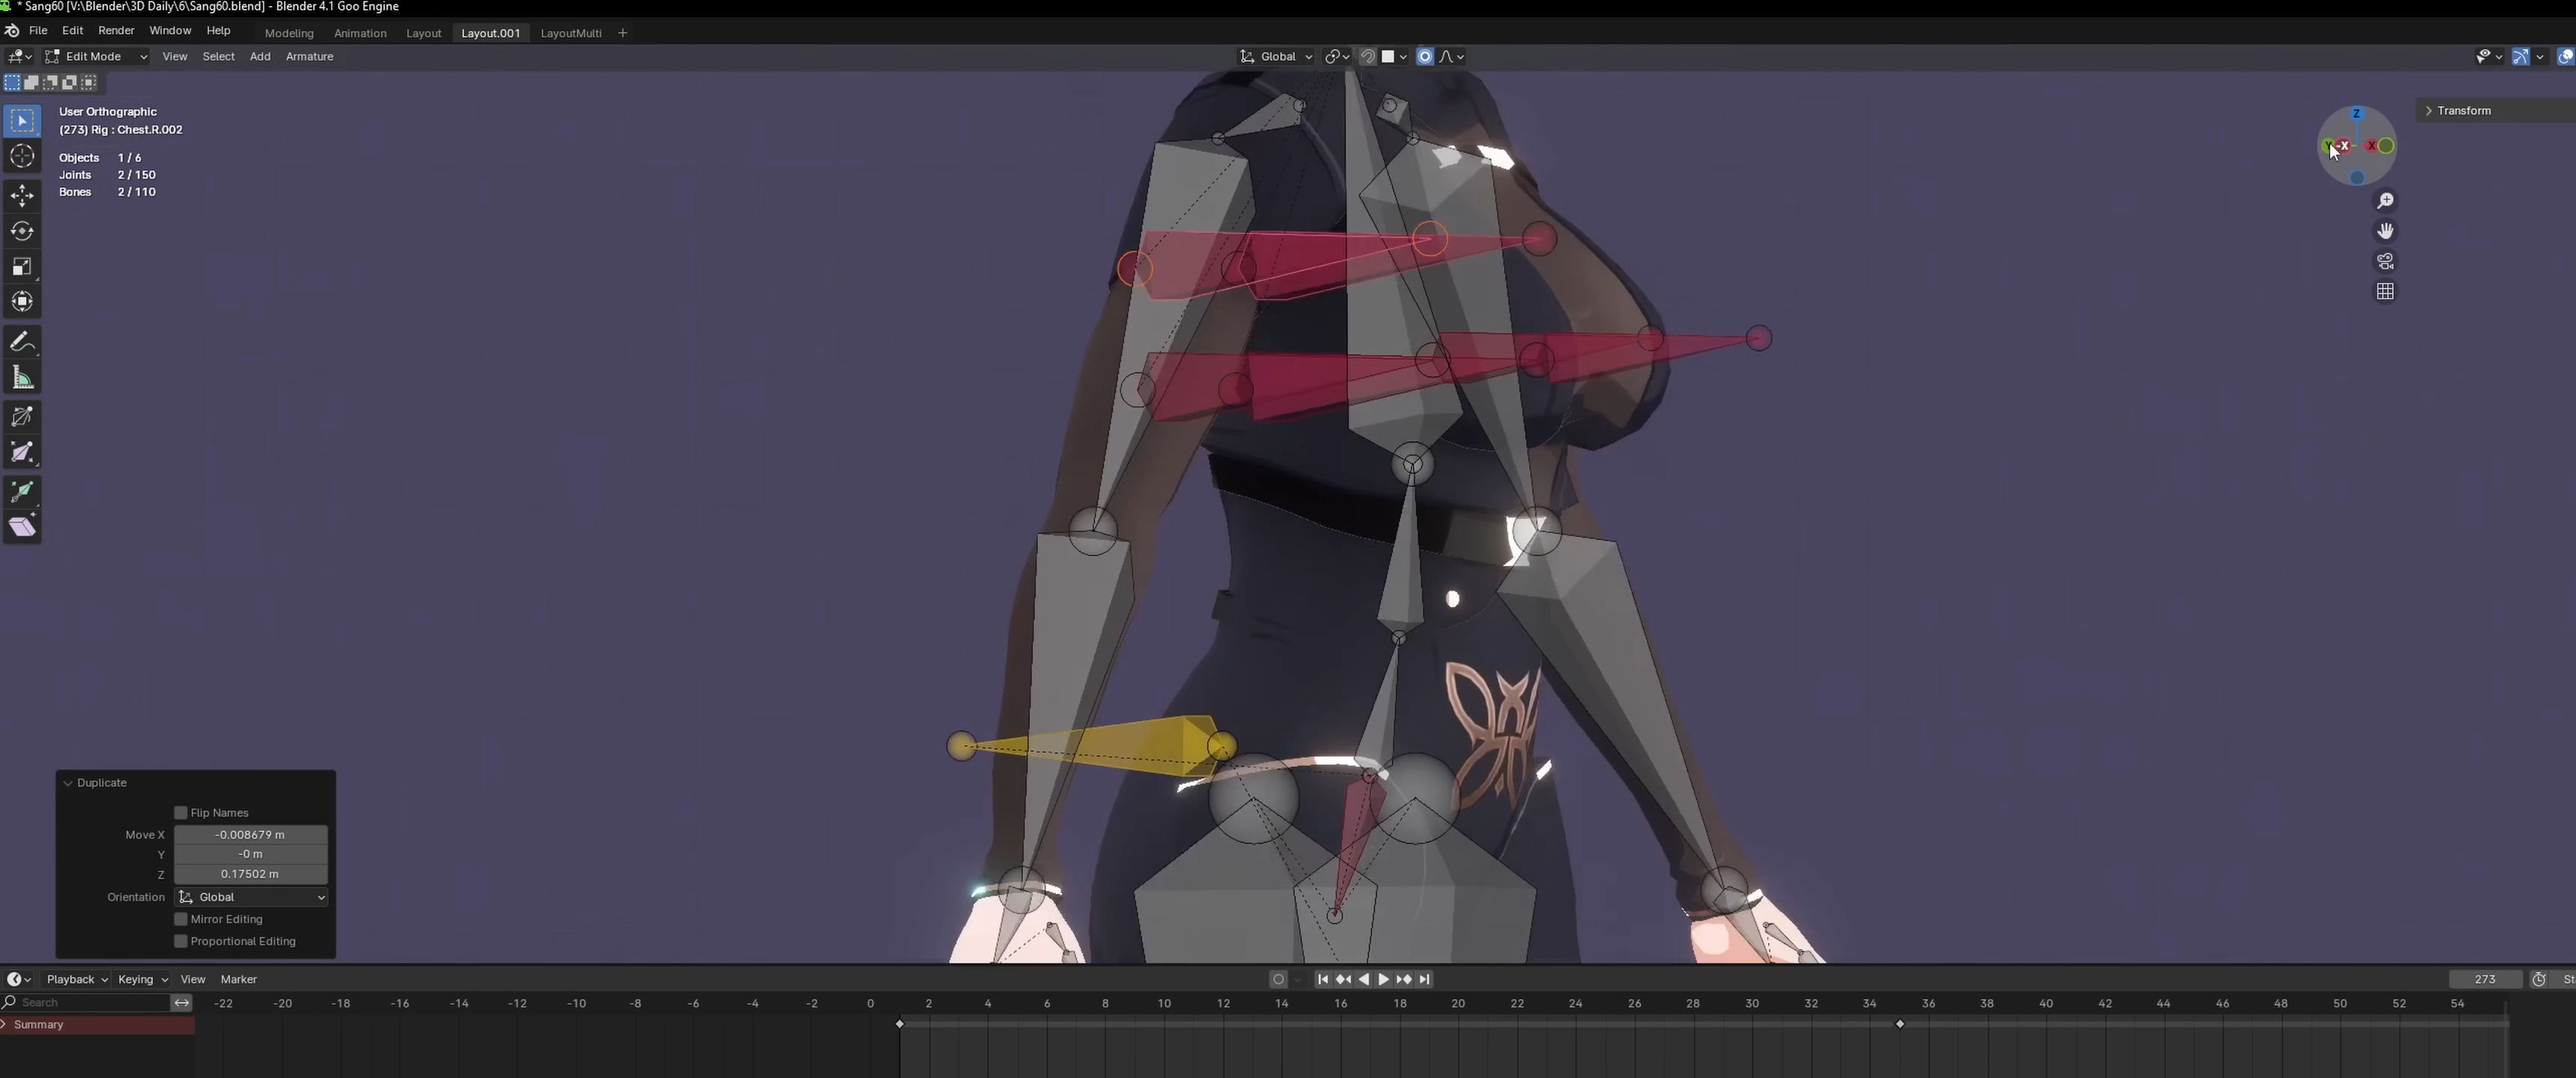 * Sang60 [V:\Blender\3D Daily\6\Sang60.blend] - Blender 4.1 Goo Engine
File Edit Render Window Help Modeling Animation Layout Layout.001 LayoutMulti +
Edit Mode View Select Add Armature Global
User Orthographic
(273) Rig : Chest.R.002
Objects 1 / 6
Joints 2 / 150
Bones 2 / 110
Z
Y -X X
Transform
Duplicate
Flip Names
Move X -0.008679 m
Y -0 m
Z 0.17502 m
Orientation Global
Mirror Editing
Proportional Editing
Playback Keying View Marker 273 St
Search -22 -20 -18 -16 -14 -12 -10 -8 -6 -4 -2 0 2 4 6 8 10 12 14 16 18 20 22 24 26 28 30 32 34 36 38 40 42 44 46 48 50 52 54
Summary